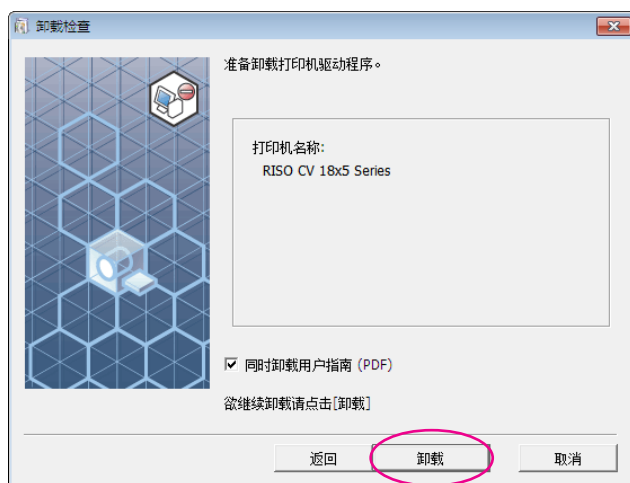 卸载检查
准备卸载打印机驱动程序。
打印机名称:
RISO CV 18x5 Series
同时卸载用户指南 (PDF)
欲继续卸载请点击[卸载]
返回
卸载
取消